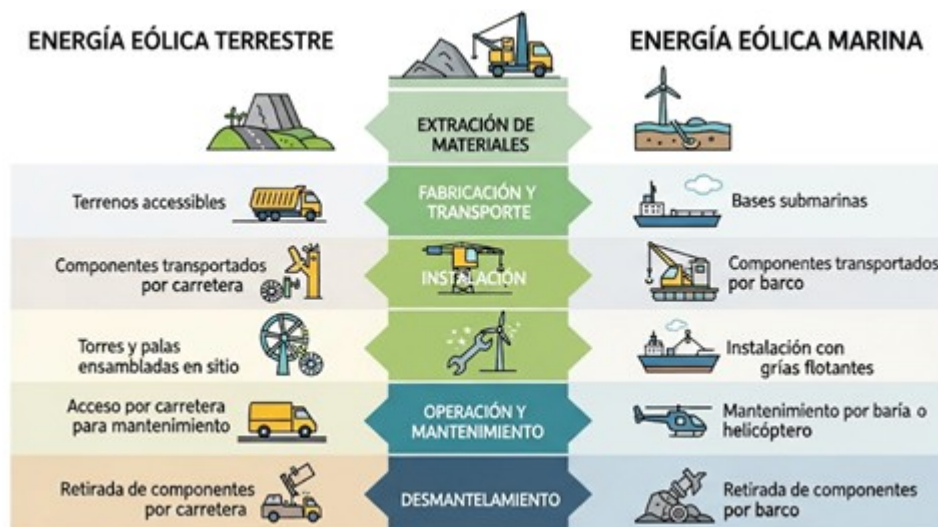 ENERGÍA EÓLICA TERRESTRE
ENERGÍA EÓLICA MARINA
EXTRACIÓN DE
MATERIALES
Terrenos accessibles
FABRICACIÓN Y
TRANSPORTE
Bases submarinas
Componentes transportados
por carretera
INSTALACIÓN
Componentes transportados
por barco
Torres y palas
ensambladas en sitio
Instalación con
grías flotantes
Acceso por carretera
para mantenimiento
OPERACIÓN Y
MANTENIMIENTO
Mantenimiento por baría o
helicóptero
Retirada de componentes
por carretera
DESMANTELAMIENTO
Retirada de componentes
por barco